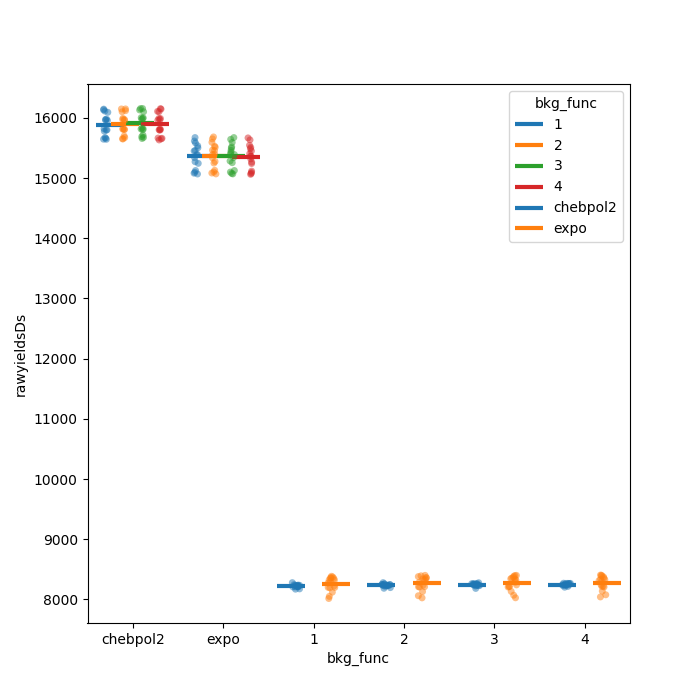 bkg_func
1
2
3
4
chebpol2
expo
16000
15000
14000
13000
12000
11000
10000
9000
8000
rawyieldsDs
chebpol2 expo 1 2 3 4
bkg_func